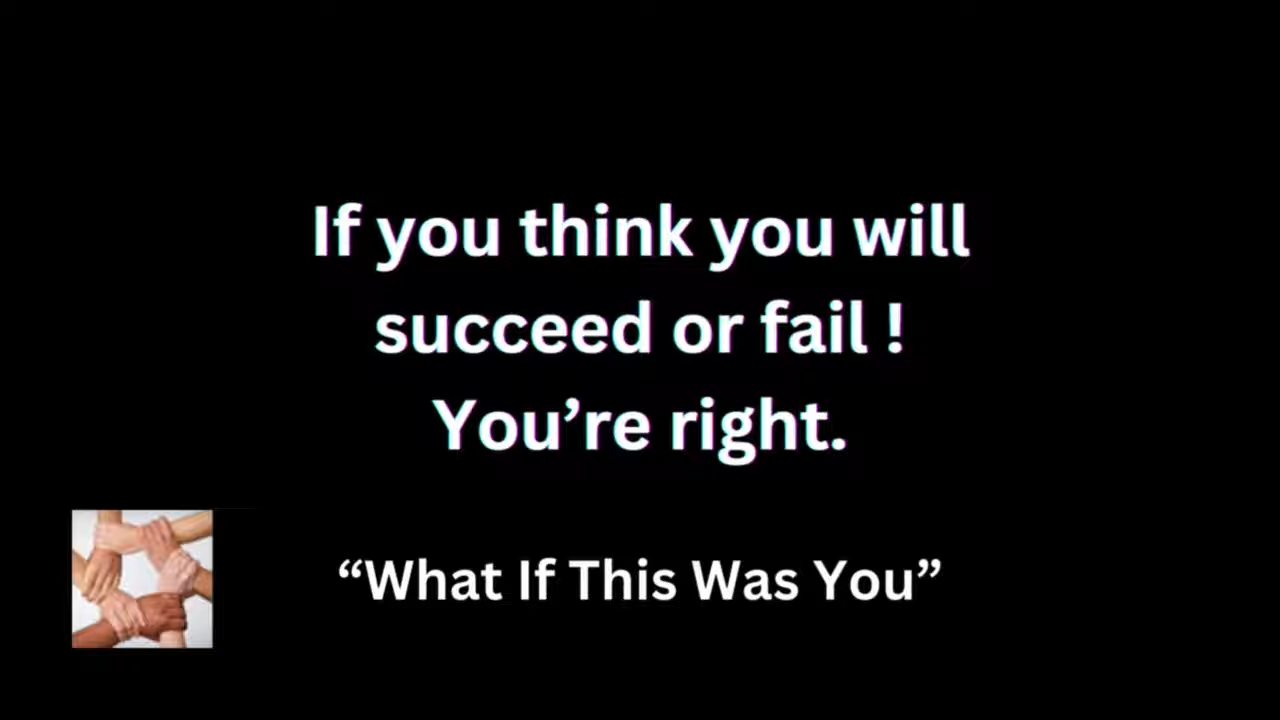 If you think you will
succeed or fail !
You’re right.
“What If This Was You”